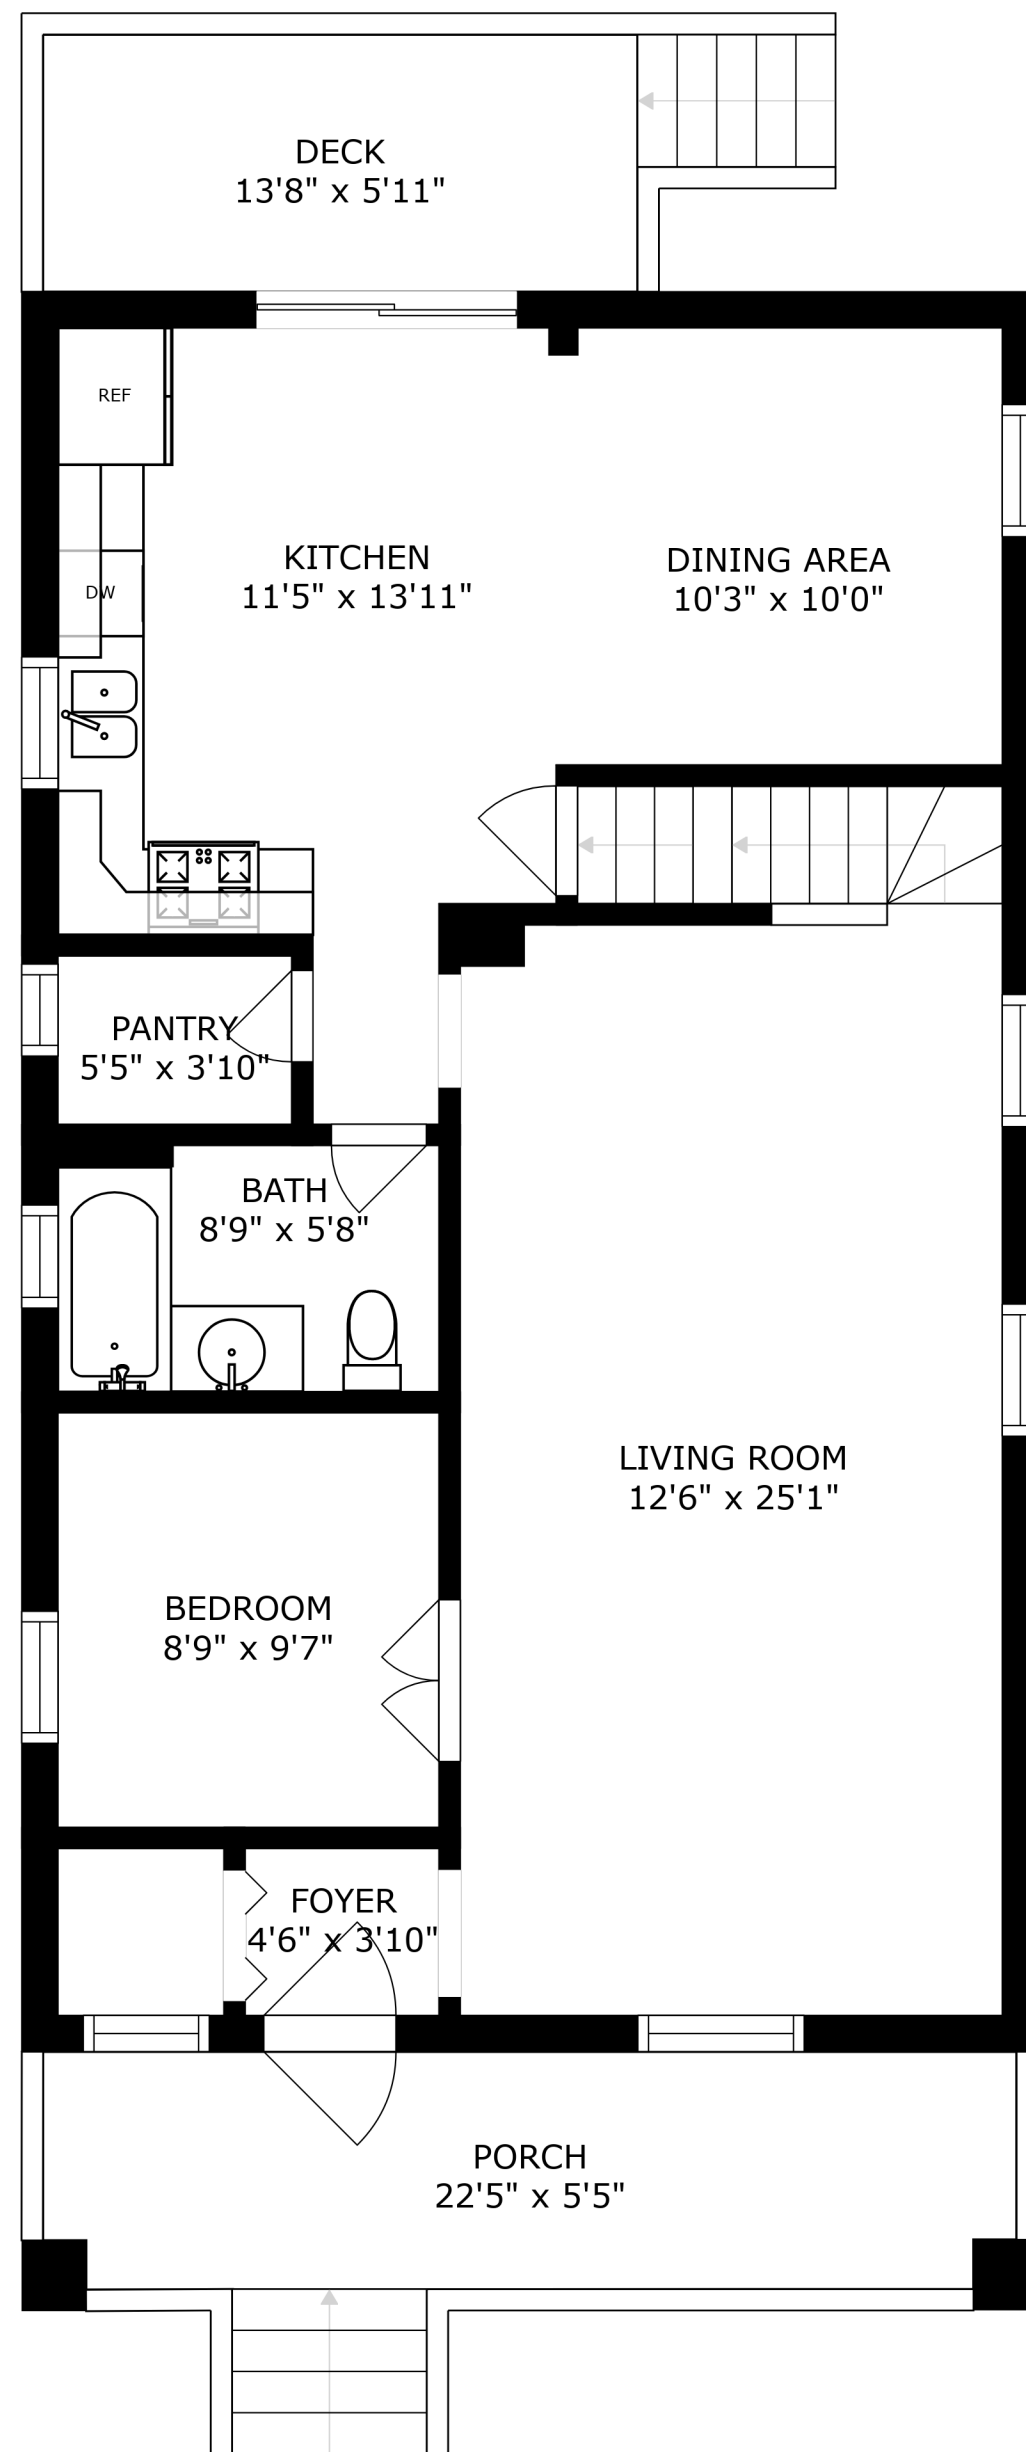 DECK
13'8" x 5'11"
REF
KITCHEN
11'5" x 13'11"
DINING AREA
10'3" x 10'0"
DW
PANTRY
5'5" x 3'10"
BATH
8'9" x 5'8"
LIVING ROOM
12'6" x 25'1"
BEDROOM
8'9" x 9'7"
FOYER
4'6" x 3'10"
PORCH
22'5" x 5'5"